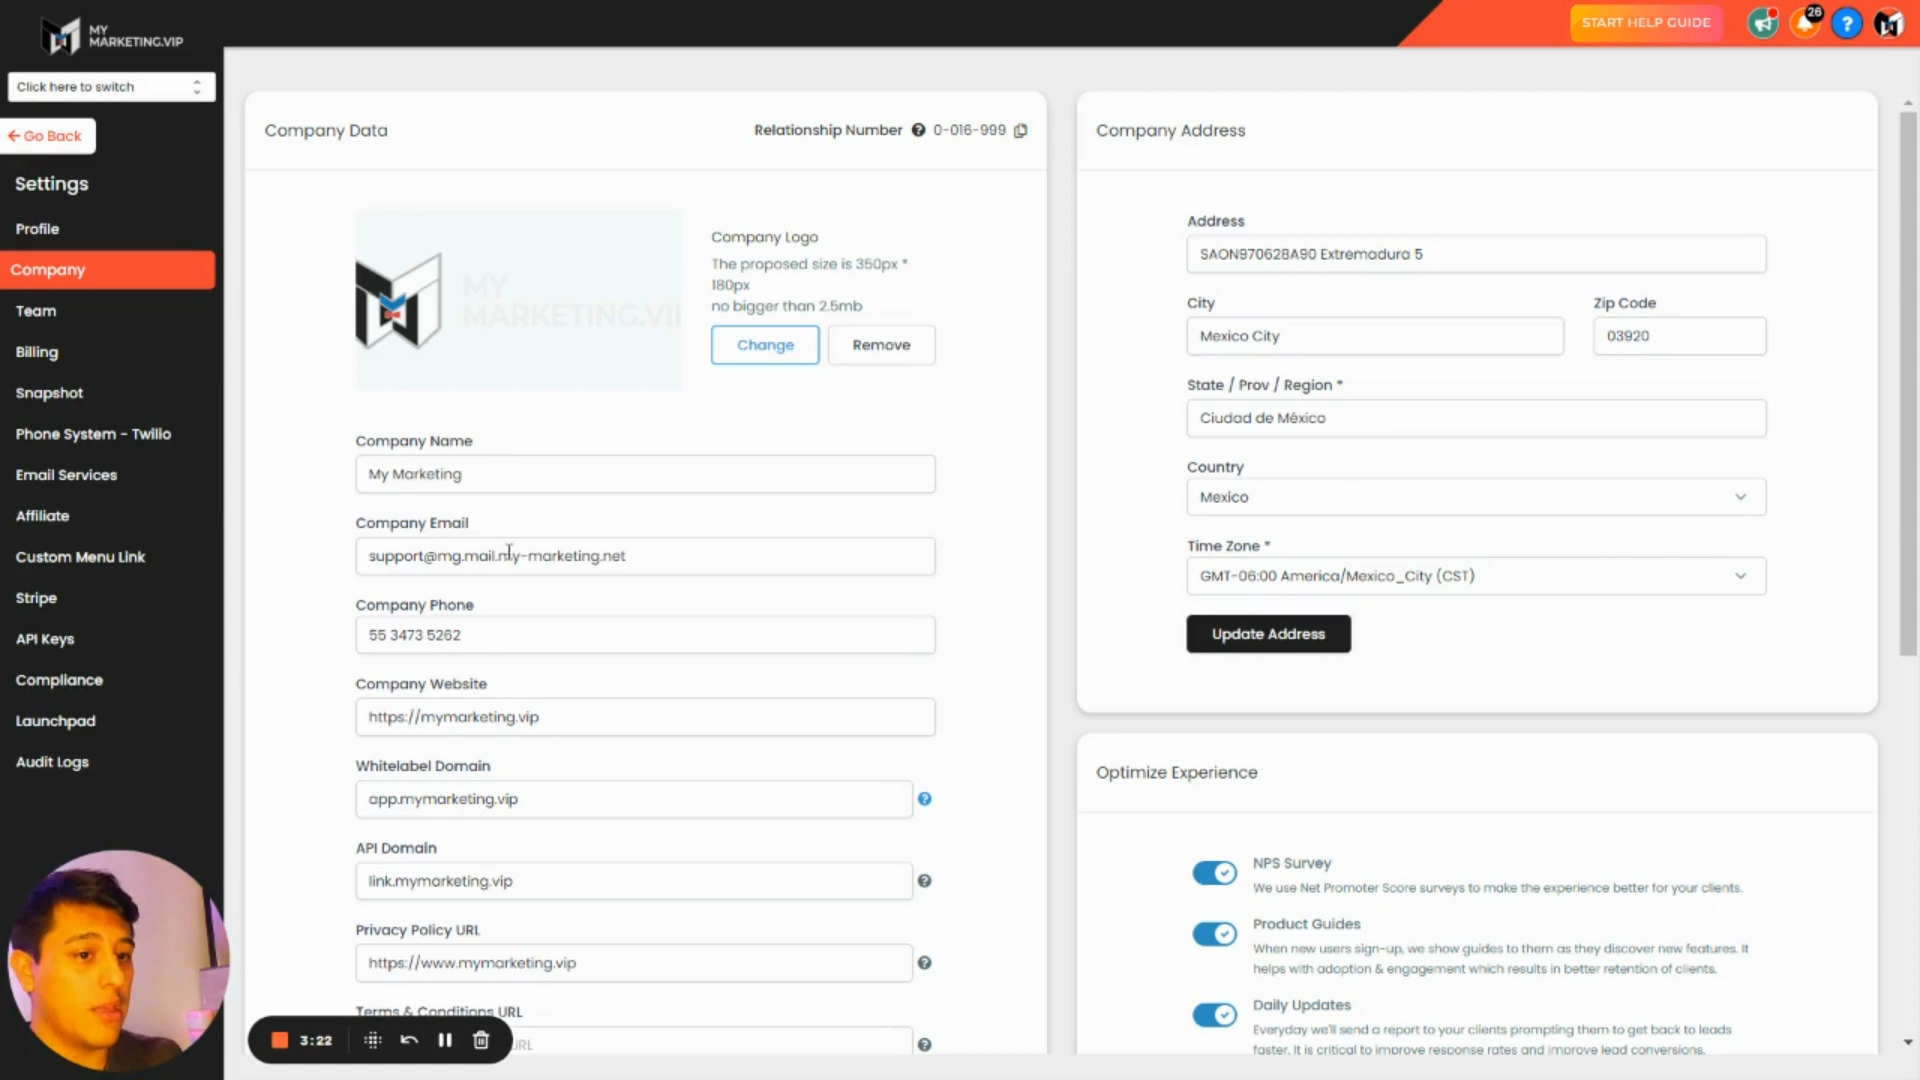 MY
MARKETING.VIP
START HELP GUIDE
26
?
Click here to switch
Go Back
Settings
Profile
Company
Team
Billing
Snapshot
Phone System - Twilio
Email Services
Affiliate
Custom Menu Link
Stripe
API Keys
Compliance
Launchpad
Audit Logs
Company Data
Relationship Number ? 0-016-999
MY
MARKETING.VI
Company Logo
The proposed size is 350px *
180px
no bigger than 2.5mb
Change
Remove
Company Name
My Marketing
Company Email
support@mg.mail.my-marketing.net
Company Phone
55 3473 5262
Company Website
https://mymarketing.vip
Whitelabel Domain
app.mymarketing.vip
?
API Domain
link.mymarketing.vip
?
Privacy Policy URL
https://www.mymarketing.vip
?
Terms & Conditions URL
URL
?
3:22
Company Address
Address
SAON970628A90 Extremadura 5
City
Zip Code
Mexico City
03920
State / Prov / Region *
Ciudad de México
Country
Mexico
Time Zone *
GMT-06:00 America/Mexico_City (CST)
Update Address
Optimize Experience
NPS Survey
We use Net Promoter Score surveys to make the experience better for your clients.
Product Guides
When new users sign-up, we show guides to them as they discover new features. It
helps with adoption & engagement which results in better retention of clients.
Daily Updates
Everyday we'll send a report to your clients prompting them to get back to leads
faster. It is critical to improve response rates and improve lead conversions.